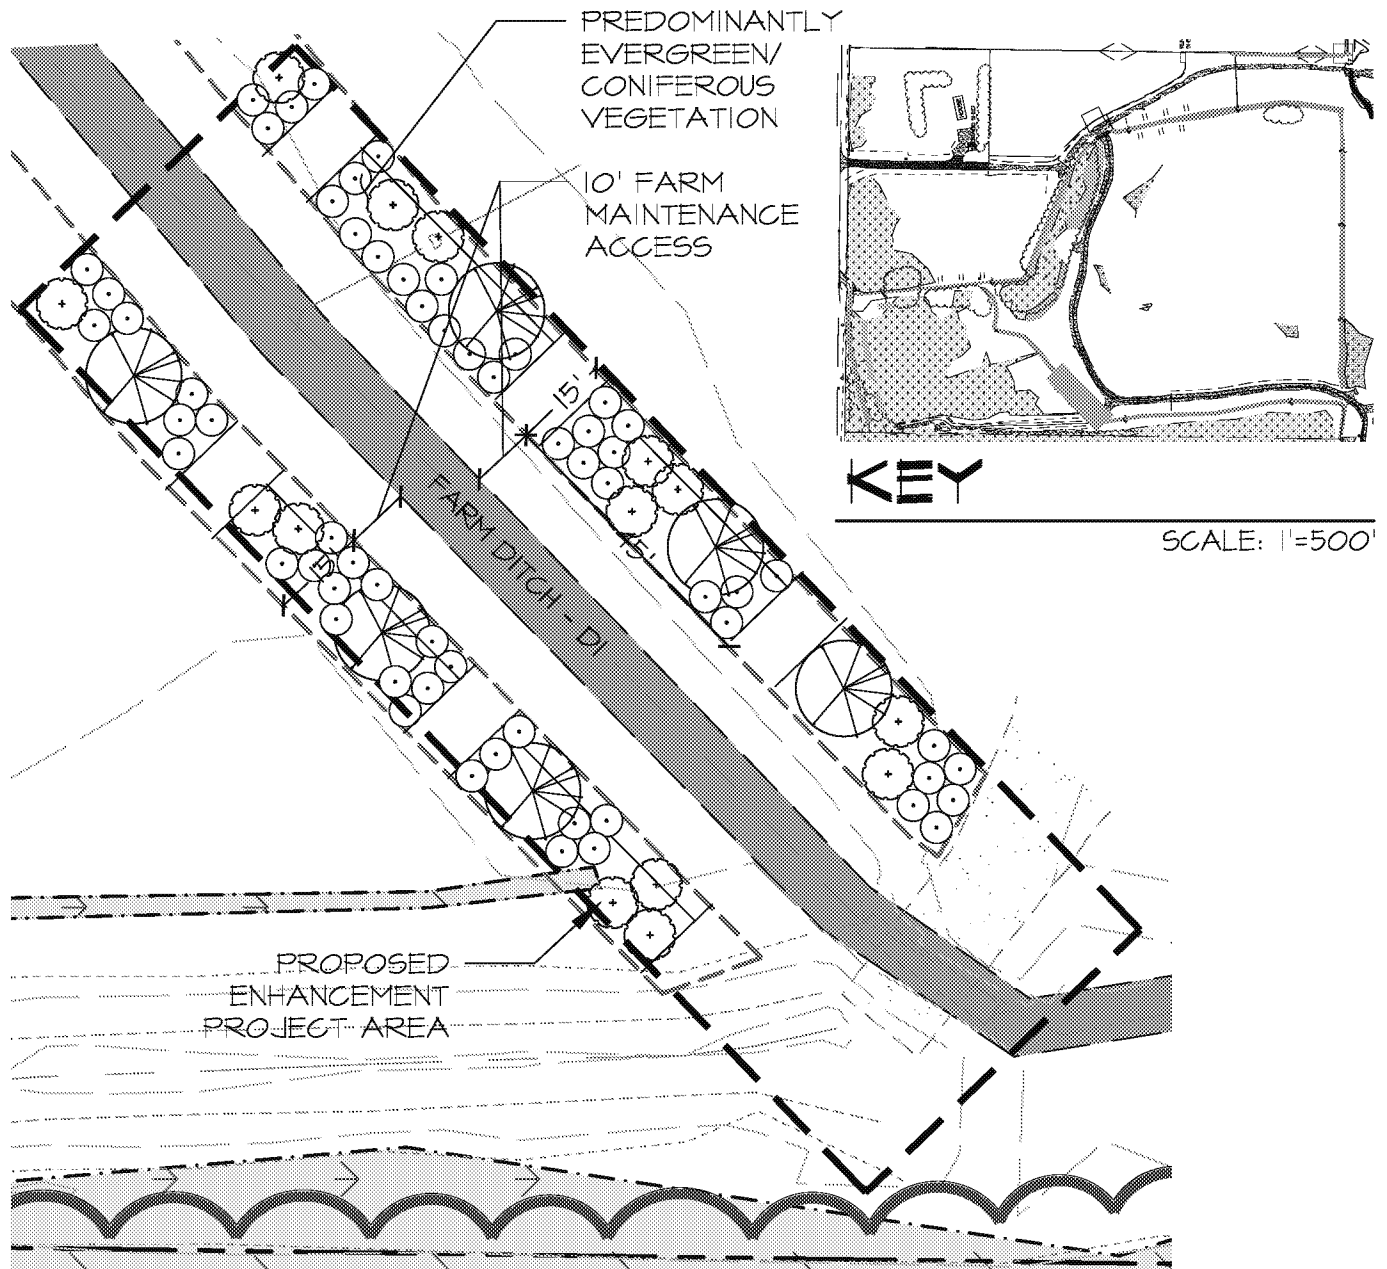 PREDOMINANTLY
EVERGREEN/
CONIFEROUS
VEGETATION
10' FARM
MAINTENANCE
ACCESS
15'
KEY
SCALE: 1"=500'
FARM DITCH - D1
15'
15'
PROPOSED
ENHANCEMENT
PROJECT AREA